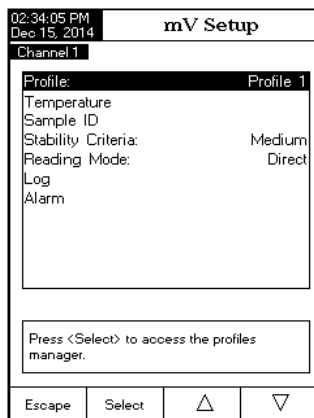 02:34:05 PM
Dec 15, 2014
mV Setup
Channel 1
Profile: Profile 1
Temperature
Sample ID
Stability Criteria: Medium
Reading Mode: Direct
Log
Alarm
Press <Select> to access the profiles
manager.
Escape Select